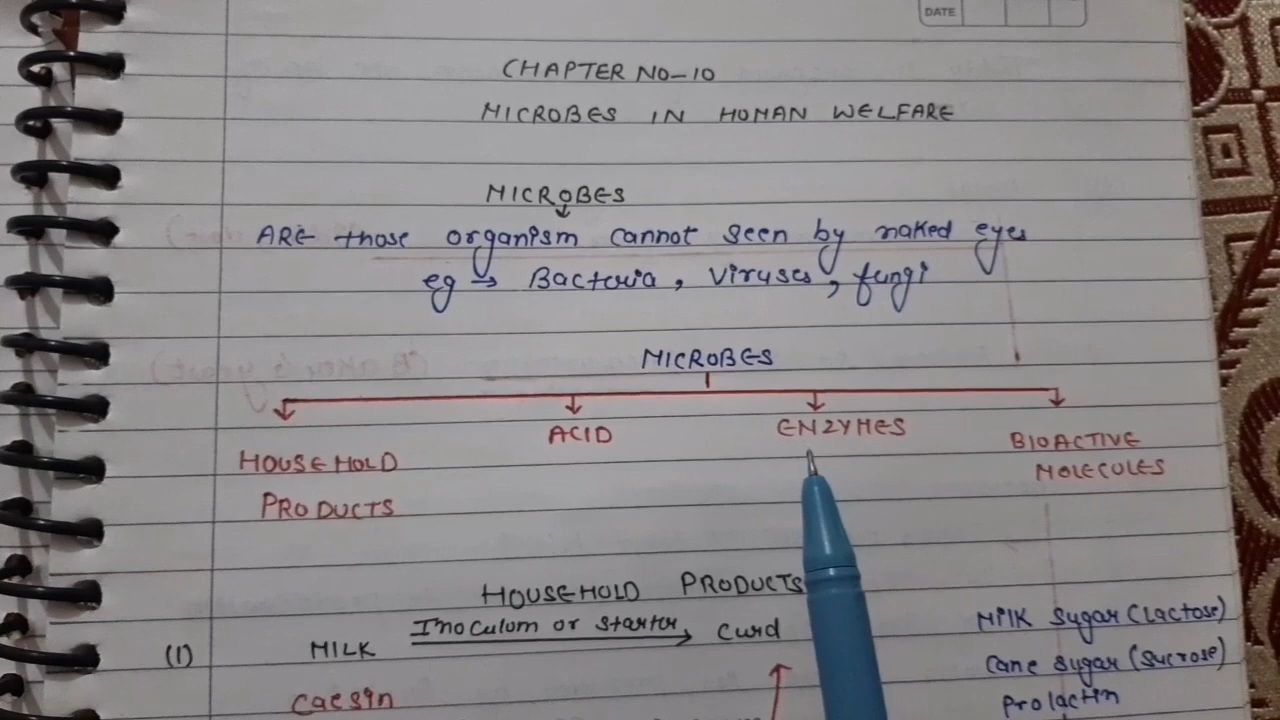 DATE
CHAPTER NO-10
MICROBES IN HUMAN WELFARE
MICROBES
ARE those organism cannot seen by naked eyes
eg → Bacteria, viruses, fungi
MICROBES
HOUSEHOLD PRODUCTS
ACID
ENZYMES
BIOACTIVE MOLECULES
HOUSEHOLD PRODUCTS
(1) MILK Inoculum or starter → curd
caesin
Milk sugar (lactose)
Cane sugar (sucrose)
Prolactin